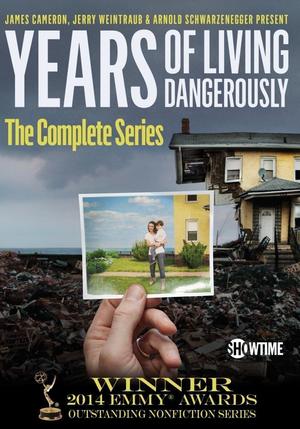 JAMES CAMERON, JERRY WEINTRAUB & ARNOLD SCHWARZENEGGER PRESENT
YEARS OF LIVING
DANGEROUSLY
The Complete Series
SHOWTIME
WINNER
2014 EMMY® AWARDS
OUTSTANDING NONFICTION SERIES